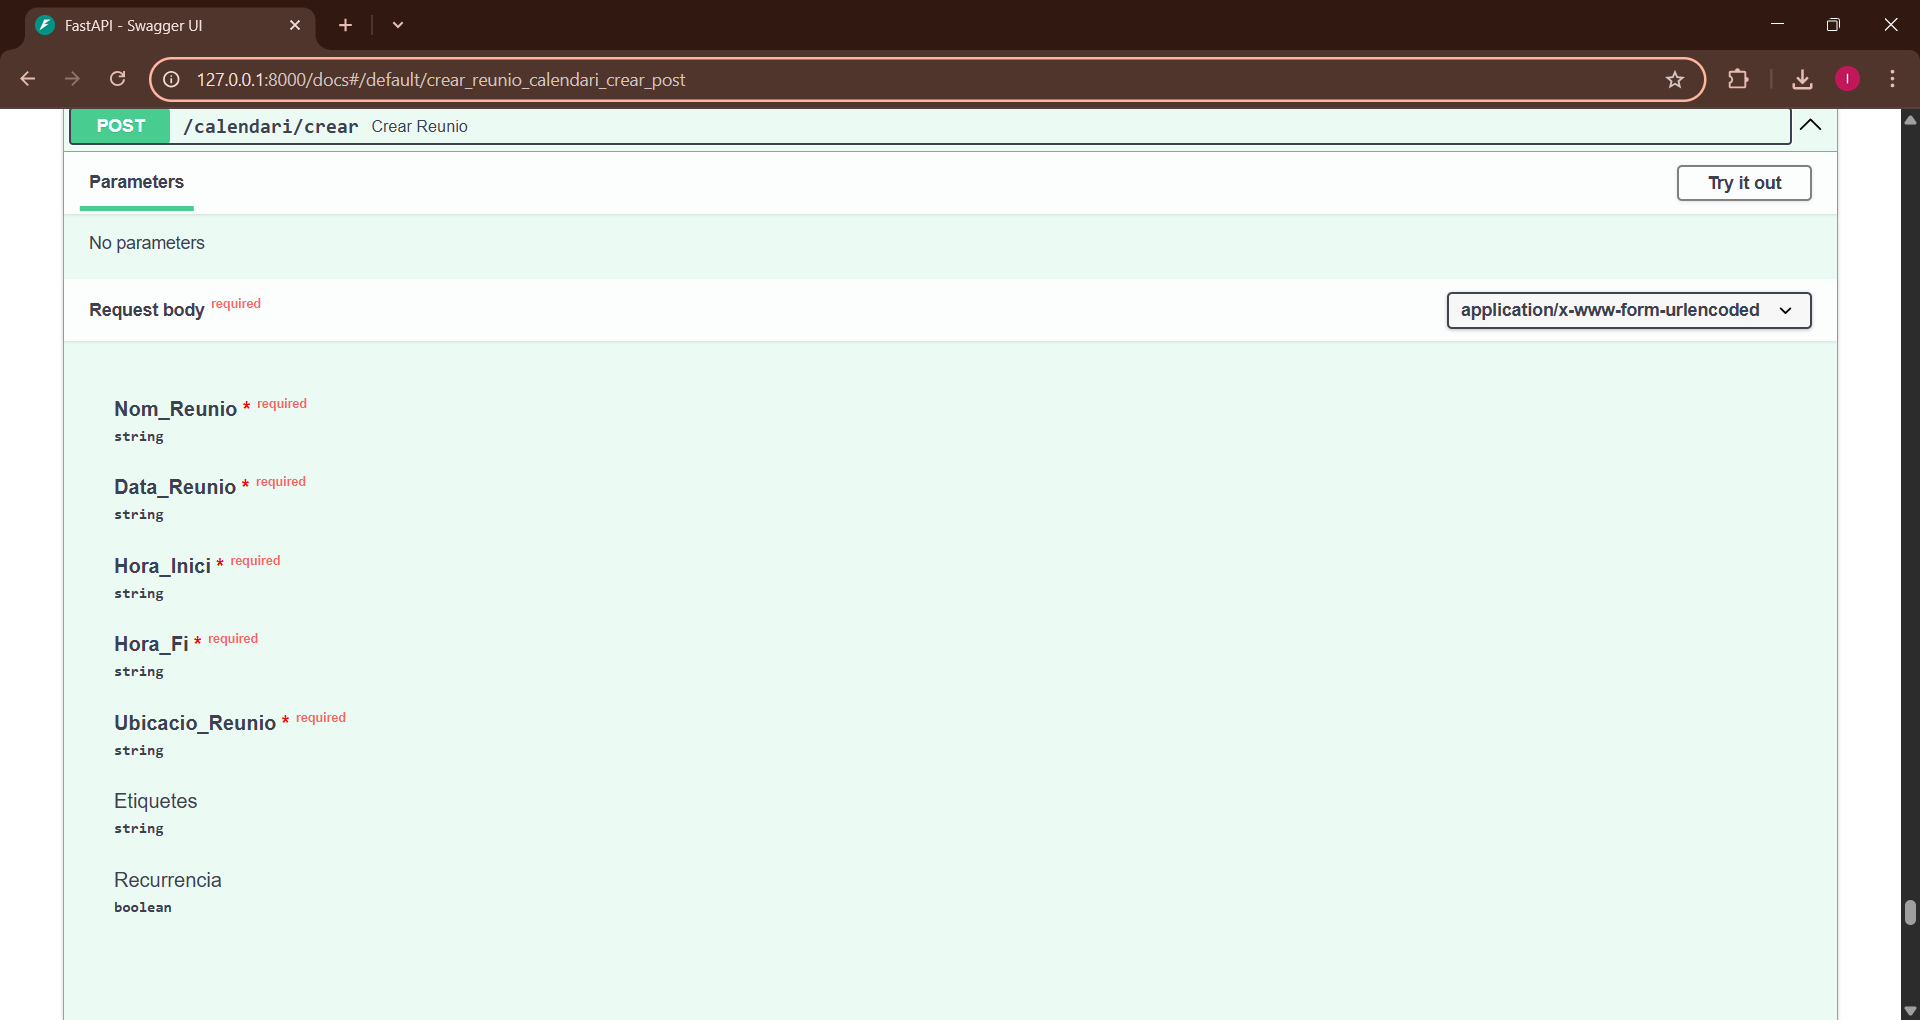 FastAPI - Swagger UI
127.0.0.1:8000/docs#/default/crear_reunio_calendari_crear_post
I
POST /calendari/crear Crear Reunio
Parameters
Try it out
No parameters
Request body required
application/x-www-form-urlencoded
Nom_Reunio * required
string
Data_Reunio * required
string
Hora_Inici * required
string
Hora_Fi * required
string
Ubicacio_Reunio * required
string
Etiquetes
string
Recurrencia
boolean